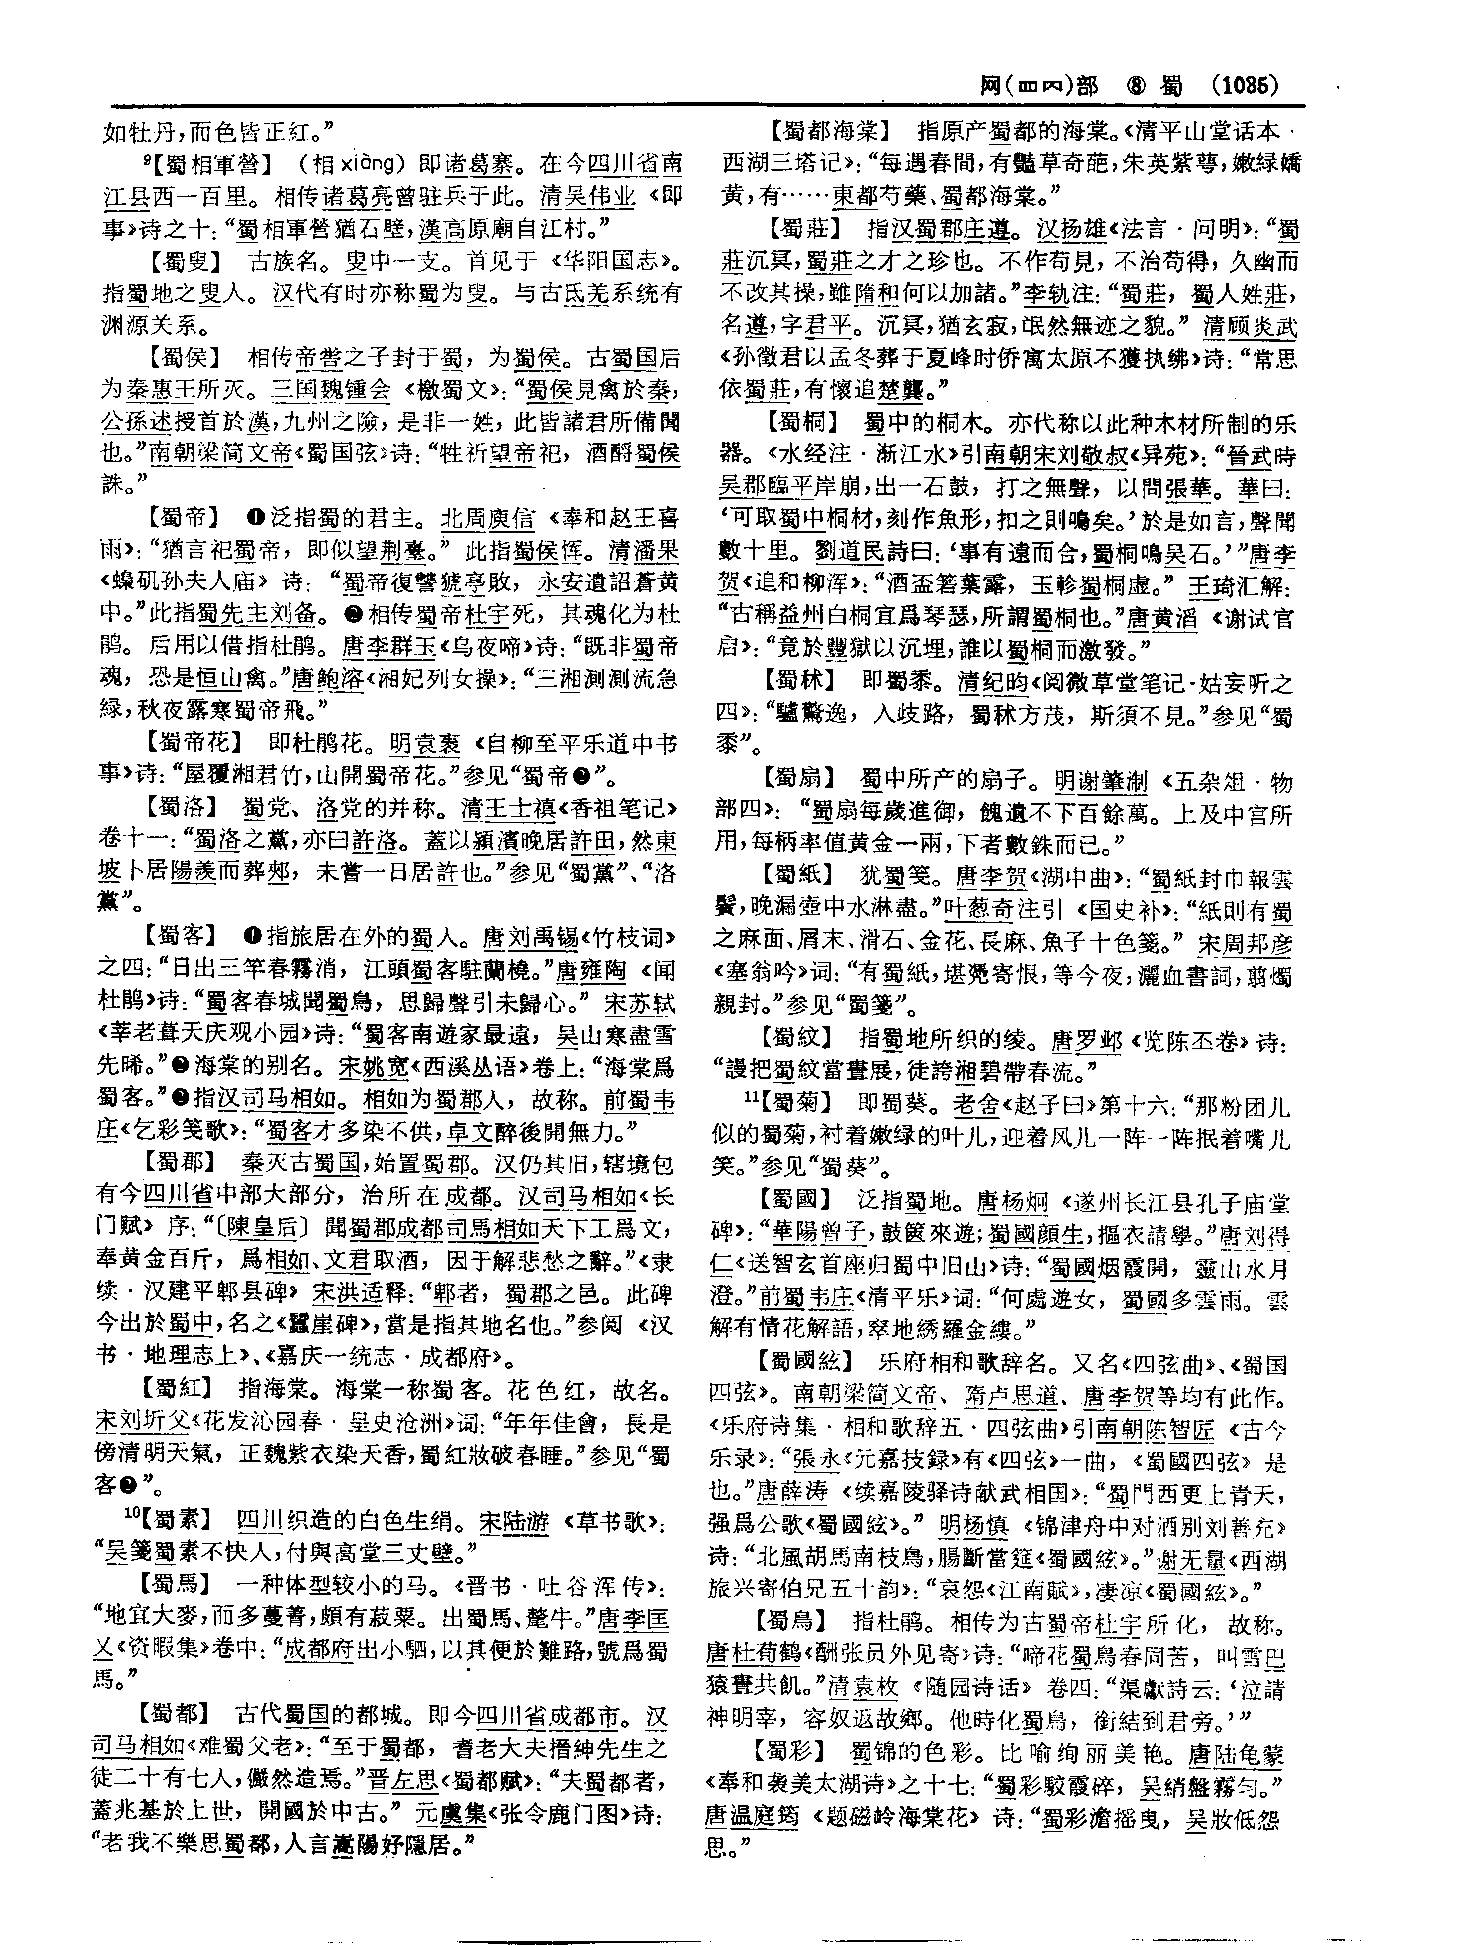 网(罒𦉫)部 ⑧ 蜀 (1035)
如牡丹,而色皆正红。”
⁹【蜀相軍營】 (相xiàng)即诸葛寨。在今四川省南
江县西一百里。相传诸葛亮曾驻兵于此。清吴伟业《即
事》诗之十:“蜀相軍營猶石壁,漢高原廟自江村。”
【蜀叟】 古族名。叟中一支。首见于《华阳国志》。
指蜀地之叟人。汉代有时亦称蜀为叟。与古氐羌系统有
渊源关系。
【蜀侯】 相传帝喾之子封于蜀,为蜀侯。古蜀国后
为秦惠王所灭。三国魏锺会《檄蜀文》:“蜀侯見禽於秦,
公孫述授首於漢,九州之險,是非一姓,此皆諸君所備聞
也。”南朝梁简文帝《蜀国弦》诗:“牲祈望帝祀,酒酹蜀侯
誅。”
【蜀帝】 ❶泛指蜀的君主。北周庾信《奉和赵王喜
雨》:“猶言祀蜀帝,即似望荆臺。”此指蜀侯恽。清潘果
《蟂矶孙夫人庙》诗:“蜀帝復讐猇亭敗,永安遺詔蒼黄
中。”此指蜀先主刘备。❷相传蜀帝杜宇死,其魂化为杜
鹃。后用以借指杜鹃。唐李群玉《乌夜啼》诗:“既非蜀帝
魂,恐是恒山禽。”唐鲍溶《湘妃列女操》:“三湘測測流急
緑,秋夜露寒蜀帝飛。”
【蜀帝花】 即杜鹃花。明袁袠《自柳至平乐道中书
事》诗:“屋覆湘君竹,山開蜀帝花。”参见“蜀帝❷”。
【蜀洛】 蜀党、洛党的并称。清王士禛《香祖笔记》
卷十一:“蜀洛之黨,亦曰許洛。蓋以潁濱晚居許田,然東
坡卜居陽羨而葬郟,未嘗一日居許也。”参见“蜀黨”、“洛
黨”。
【蜀客】 ❶指旅居在外的蜀人。唐刘禹锡《竹枝词》
之四:“日出三竿春霧消,江頭蜀客駐蘭橈。”唐雍陶《闻
杜鹃》诗:“蜀客春城聞蜀鳥,思歸聲引未歸心。”宋苏轼
《莘老葺天庆观小园》诗:“蜀客南遊家最遠,吴山寒盡雪
先晞。”❷海棠的别名。宋姚宽《西溪丛语》卷上:“海棠爲
蜀客。”❸指汉司马相如。相如为蜀郡人,故称。前蜀韦
庄《乞彩笺歌》:“蜀客才多染不供,卓文醉後開無力。”
【蜀郡】 秦灭古蜀国,始置蜀郡。汉仍其旧,辖境包
有今四川省中部大部分,治所在成都。汉司马相如《长
门赋》序:“〔陳皇后〕聞蜀郡成都司馬相如天下工爲文,
奉黄金百斤,爲相如、文君取酒,因于解悲愁之辭。”《隶
续·汉建平郫县碑》宋洪适释:“郫者,蜀郡之邑。此碑
今出於蜀中,名之《蠶崖碑》,當是指其地名也。”参阅《汉
书·地理志上》、《嘉庆一统志·成都府》。
【蜀紅】 指海棠。海棠一称蜀客。花色红,故名。
宋刘圻父《花发沁园春·呈史沧洲》词:“年年佳會,長是
傍清明天氣,正魏紫衣染天香,蜀紅妝破春睡。”参见“蜀
客❷”。
¹⁰【蜀素】 四川织造的白色生绢。宋陆游《草书歌》:
“吴箋蜀素不快人,付與高堂三丈壁。”
【蜀馬】 一种体型较小的马。《晋书·吐谷浑传》:
“地宜大麥,而多蔓菁,頗有菽粟。出蜀馬、氂牛。”唐李匡
乂《资暇集》卷中:“成都府出小駟,以其便於難路,號爲蜀
馬。”
【蜀都】 古代蜀国的都城。即今四川省成都市。汉
司马相如《难蜀父老》:“至于蜀都,耆老大夫搢紳先生之
徒二十有七人,儼然造焉。”晋左思《蜀都赋》:“夫蜀都者,
蓋兆基於上世,開國於中古。”元虞集《张令鹿门图》诗:
“老我不樂思蜀都,人言嵩陽好隱居。”
【蜀都海棠】 指原产蜀都的海棠。《清平山堂话本·
西湖三塔记》:“每遇春間,有豔草奇葩,朱英紫萼,嫩绿嬌
黄,有……東都芍藥、蜀都海棠。”
【蜀莊】 指汉蜀郡庄遵。汉扬雄《法言·问明》:“蜀
莊沉冥,蜀莊之才之珍也。不作苟見,不治苟得,久幽而
不改其操,雖隋和何以加諸。”李轨注:“蜀莊,蜀人姓莊,
名遵,字君平。沉冥,猶玄寂,泯然無迹之貌。”清顾炎武
《孙徵君以孟冬葬于夏峰时侨寓太原不獲执绋》诗:“常思
依蜀莊,有懷追楚龔。”
【蜀桐】 蜀中的桐木。亦代称以此种木材所制的乐
器。《水经注·渐江水》引南朝宋刘敬叔《异苑》:“晉武時
吴郡臨平岸崩,出一石鼓,打之無聲,以問張華。華曰:
‘可取蜀中桐材,刻作魚形,扣之則鳴矣。’於是如言,聲聞
數十里。劉道民詩曰:‘事有遠而合,蜀桐鳴吴石。’”唐李
贺《追和柳浑》:“酒盃箬葉露,玉軫蜀桐虚。”王琦汇解:
“古稱益州白桐宜爲琴瑟,所謂蜀桐也。”唐黄滔《谢试官
启》:“竟於豐獄以沉埋,誰以蜀桐而激發。”
【蜀秫】 即蜀黍。清纪昀《阅微草堂笔记·姑妄听之
四》:“驢驚逸,入歧路,蜀秫方茂,斯須不見。”参见“蜀
黍”。
【蜀扇】 蜀中所产的扇子。明谢肇淛《五杂俎·物
部四》:“蜀扇每歲進御,餽遺不下百餘萬。上及中宫所
用,每柄率值黄金一兩,下者數銖而已。”
【蜀紙】 犹蜀笺。唐李贺《湖中曲》:“蜀紙封巾報雲
鬢,晚漏壺中水淋盡。”叶葱奇注引《国史补》:“紙則有蜀
之麻面、屑末、滑石、金花、長麻、魚子十色箋。”宋周邦彦
《塞翁吟》词:“有蜀紙,堪凴寄恨,等今夜,灑血書詞,翦燭
親封。”参见“蜀箋”。
【蜀紋】 指蜀地所织的绫。唐罗邺《览陈丕卷》诗:
“謾把蜀紋當晝展,徒誇湘碧帶春流。”
¹¹【蜀菊】 即蜀葵。老舍《赵子曰》第十六:“那粉团儿
似的蜀菊,衬着嫩绿的叶儿,迎着风儿一阵一阵抿着嘴儿
笑。”参见“蜀葵”。
【蜀國】 泛指蜀地。唐杨炯《遂州长江县孔子庙堂
碑》:“華陽曾子,鼓篋來遊;蜀國顔生,摳衣請學。”唐刘得
仁《送智玄首座归蜀中旧山》诗:“蜀國烟霞開,靈山水月
澄。”前蜀韦庄《清平乐》词:“何處遊女,蜀國多雲雨。雲
解有情花解語,窣地綉羅金縷。”
【蜀國絃】 乐府相和歌辞名。又名《四弦曲》、《蜀国
四弦》。南朝梁简文帝、隋卢思道、唐李贺等均有此作。
《乐府诗集·相和歌辞五·四弦曲》引南朝陈智匠《古今
乐录》:“張永《元嘉技録》有《四弦》一曲,《蜀國四弦》是
也。”唐薛涛《续嘉陵驿诗献武相国》:“蜀門西更上青天,
强爲公歌《蜀國絃》。”明杨慎《锦津舟中对酒别刘善充》
诗:“北風胡馬南枝鳥,腸斷當筵《蜀國絃》。”谢无量《西湖
旅兴寄伯兄五十韵》:“哀怨《江南賦》,凄凉《蜀國絃》。”
【蜀鳥】 指杜鹃。相传为古蜀帝杜宇所化,故称。
唐杜荀鹤《酬张员外见寄》诗:“啼花蜀鳥春同苦,叫雪巴
猿晝共飢。”清袁枚《随园诗话》卷四:“渠獻詩云:‘泣請
神明宰,容奴返故鄉。他時化蜀鳥,銜結到君旁。’”
【蜀彩】 蜀锦的色彩。比喻绚丽美艳。唐陆龟蒙
《奉和袭美太湖诗》之十七:“蜀彩駮霞碎,吴綃盤霧匀。”
唐温庭筠《题磁岭海棠花》诗:“蜀彩澹摇曳,吴妝低怨
思。”